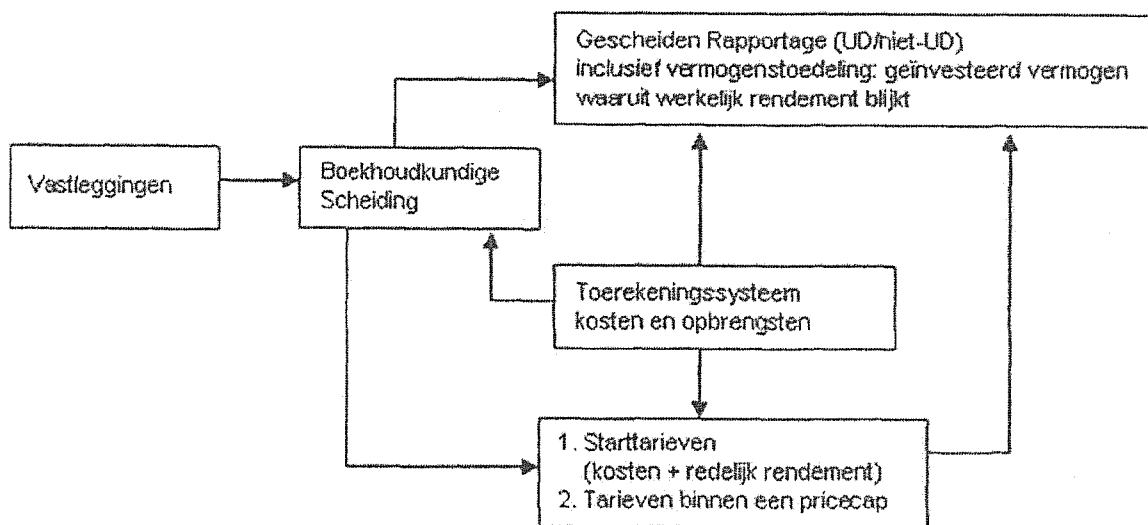 Gescheiden Rapportage (UD/niet-UD)
inclusief vermogenstoedeling: geïnvesteerd vermogen
waaruit werkelijk rendement blijkt
Vastleggingen
Boekhoudkundige
Scheiding
Toerekeningssysteem
kosten en opbrengsten
1. Starttarieven
(kosten + redelijk rendement)
2. Tarieven binnen een pricecap